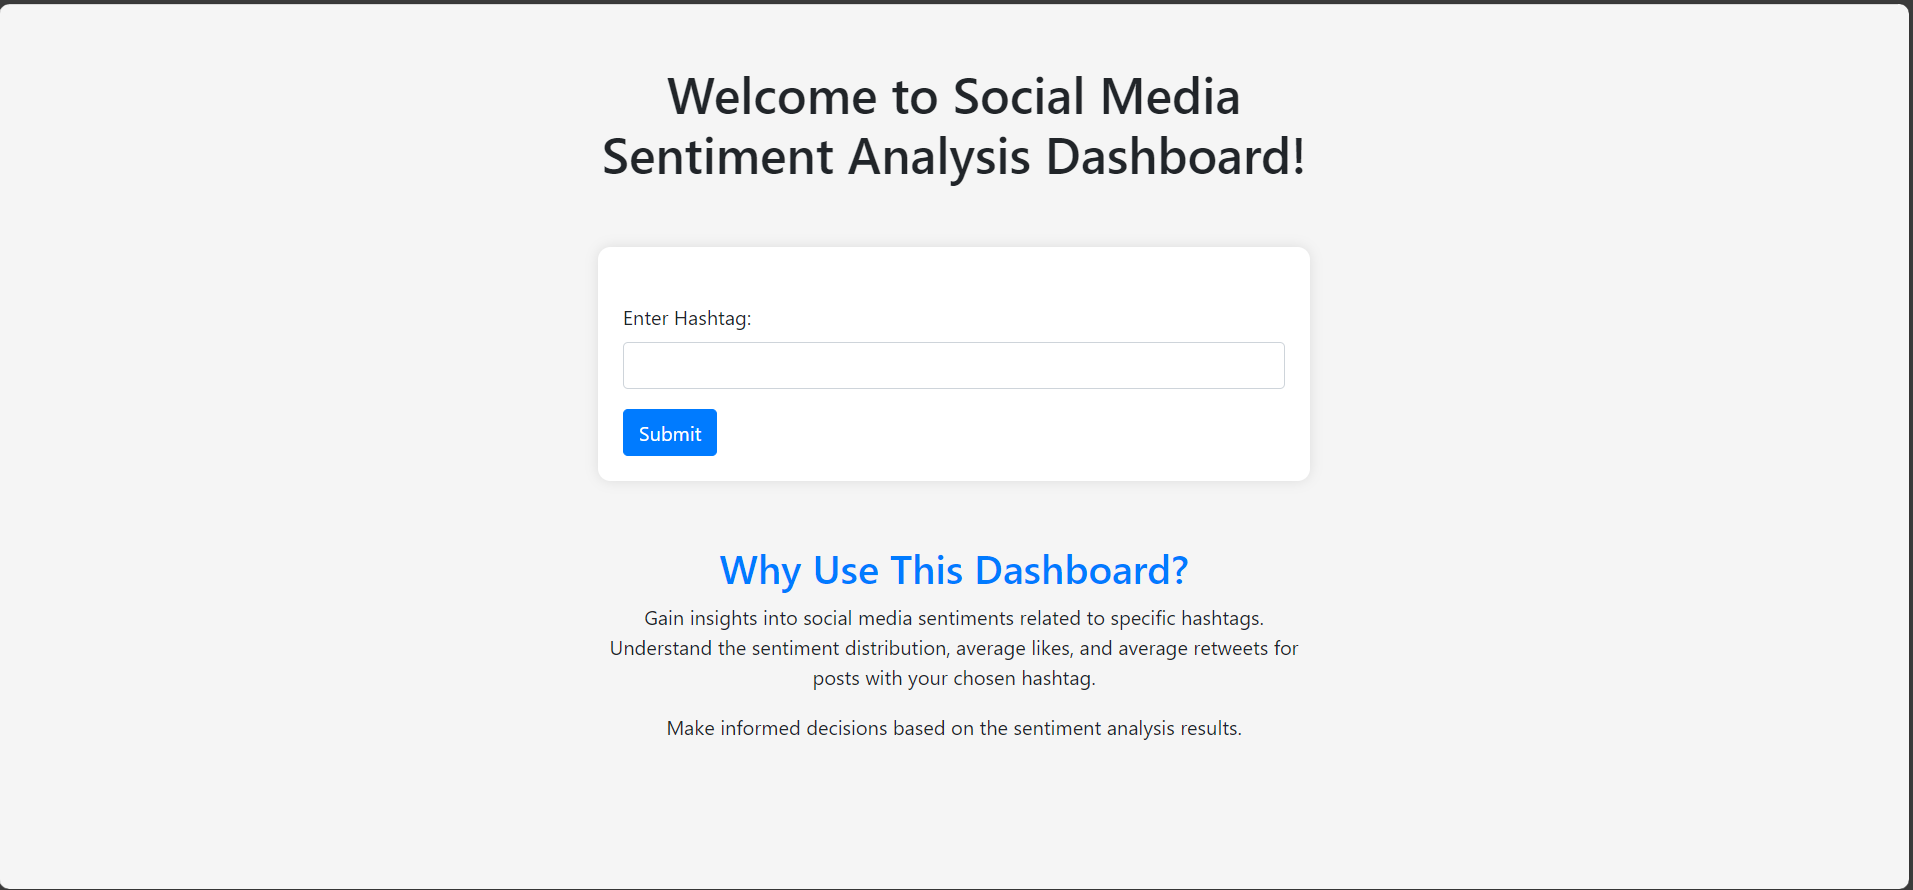 Welcome to Social Media
Sentiment Analysis Dashboard!
Enter Hashtag:
Submit
Why Use This Dashboard?
Gain insights into social media sentiments related to specific hashtags.
Understand the sentiment distribution, average likes, and average retweets for
posts with your chosen hashtag.
Make informed decisions based on the sentiment analysis results.